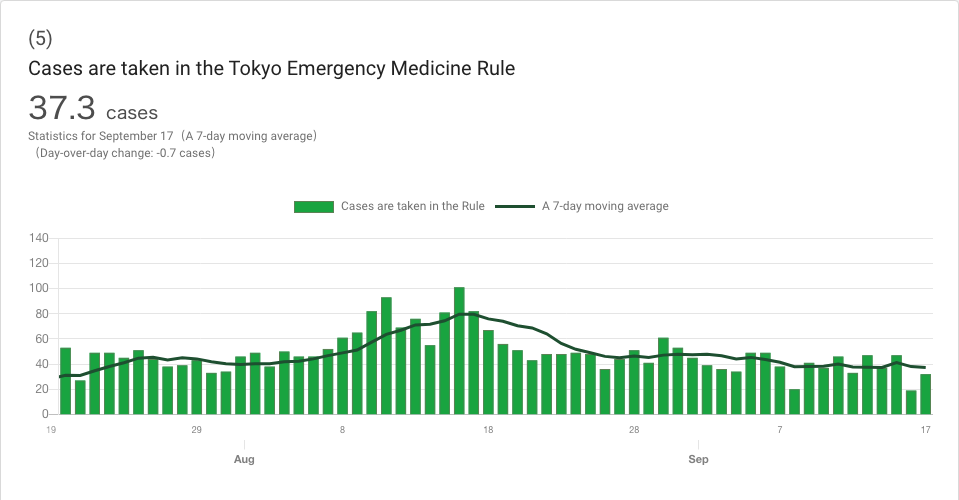 (5)
Cases are taken in the Tokyo Emergency Medicine Rule
37.3 cases
Statistics for September 17（A 7-day moving average）
（Day-over-day change: -0.7 cases）
Cases are taken in the Rule A 7-day moving average
140
120
100
80
60
40
20
0
19 29 8 18 28 7 17
Aug Sep